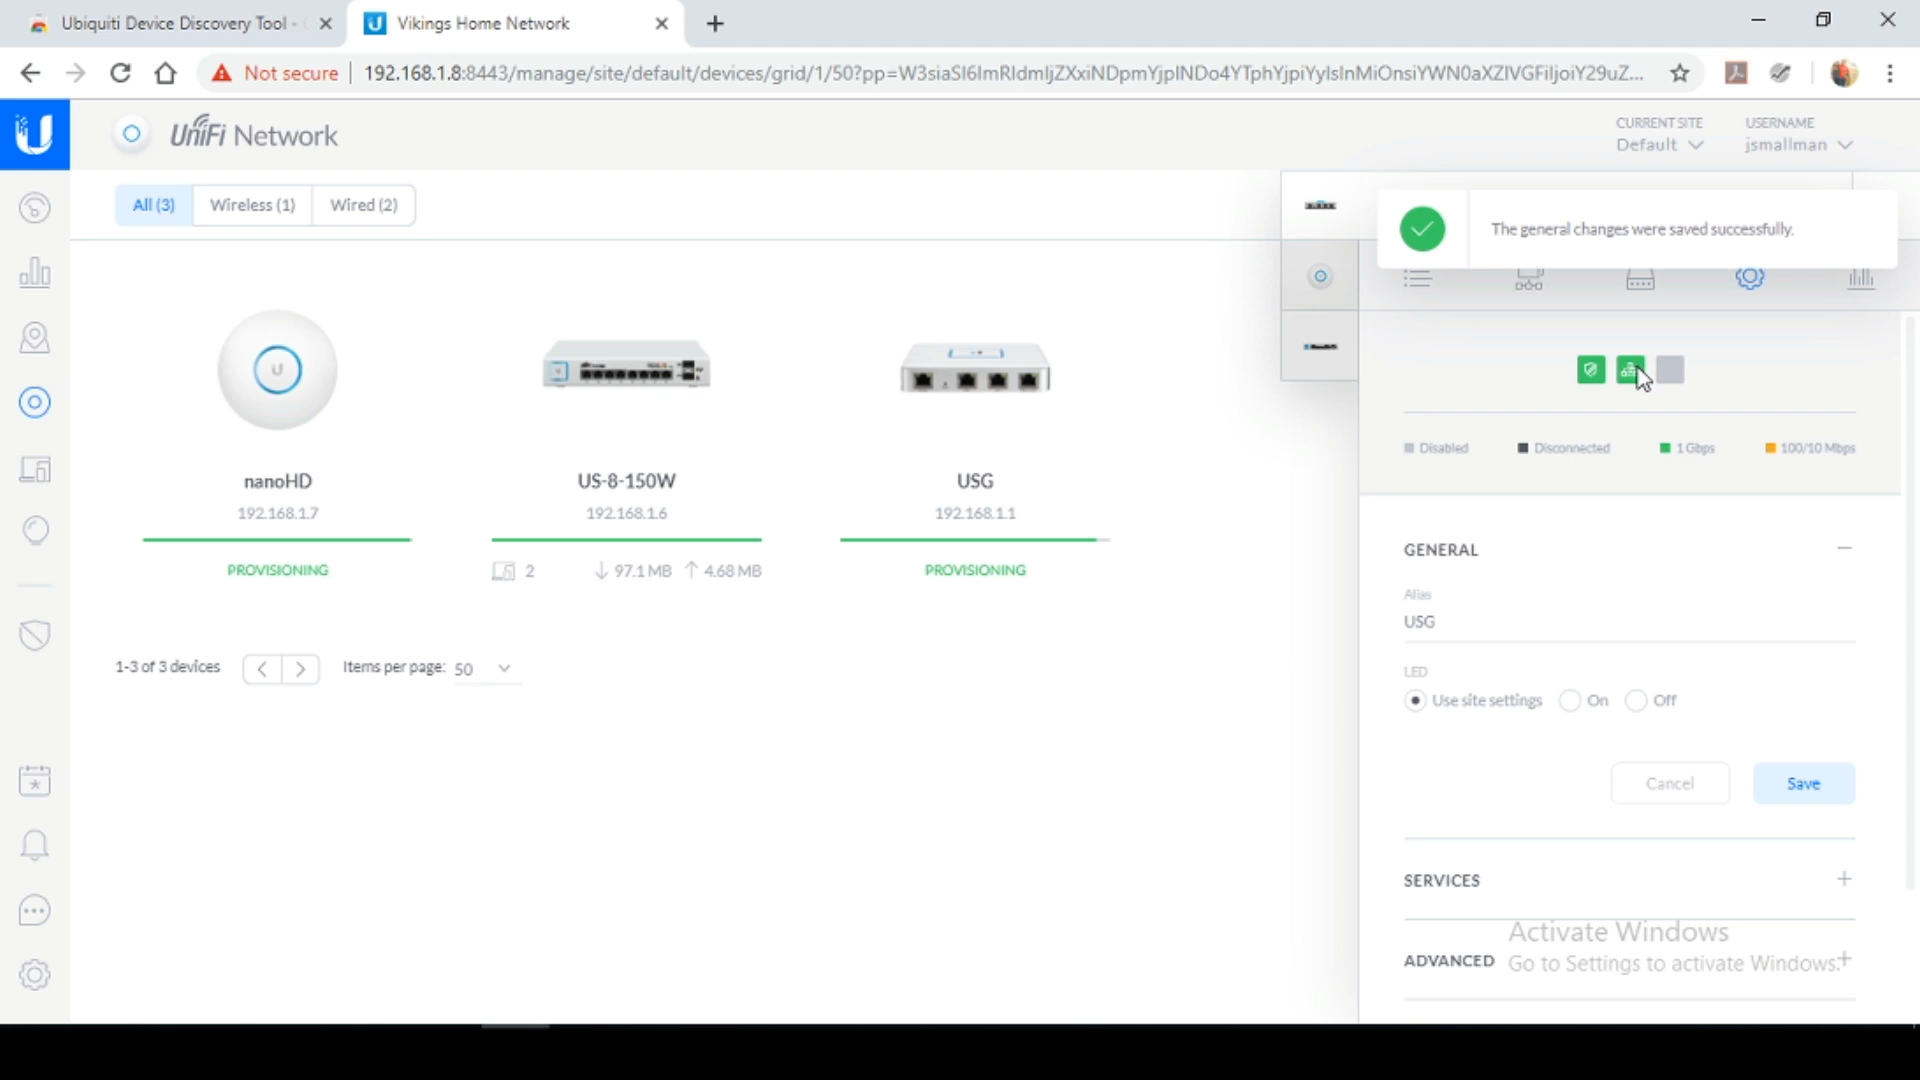 Ubiquiti Device Discovery Tool -
Vikings Home Network
Not secure
192.168.1.8:8443/manage/site/default/devices/grid/1/50?pp=
UniFi Network
CURRENT SITE
Default
USERNAME
jsmallman
All (3)
Wireless (1)
Wired (2)
The general changes were saved successfully.
Disabled
Disconnected
1 Gbps
100/10 Mbps
nanoHD
192.168.1.7
PROVISIONING
US-8-150W
192.168.1.6
2
97.1 MB
4.68 MB
USG
192.168.1.1
PROVISIONING
1-3 of 3 devices
Items per page: 50
GENERAL
Alias
USG
LED
Use site settings
On
Off
Cancel
Save
SERVICES
ADVANCED
Activate Windows
Go to Settings to activate Windows.